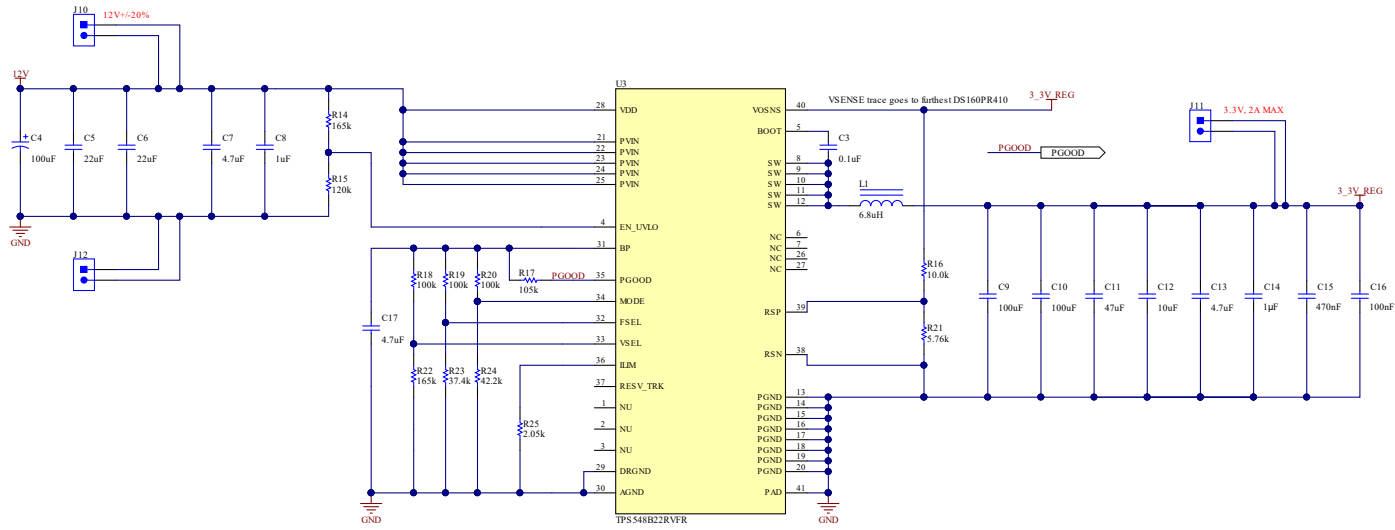 J10
12V+/-20%
12V
C4
100uF
C5
22uF
C6
22uF
C7
4.7uF
C8
1uF
R14
165k
R15
120k
GND
J12
U3
28
VDD
21
PVIN
22
PVIN
23
PVIN
24
PVIN
25
PVIN
4
EN_UVLO
31
BP
35
PGOOD
34
MODE
32
FSEL
33
VSEL
36
ILIM
37
RESV_TRK
1
NU
2
NU
3
NU
29
DRGND
30
AGND
TPS548B22RVFR
R17
105k
PGOOD
R18
100k
R19
100k
R20
100k
C17
4.7uF
R22
165k
R23
37.4k
R24
42.2k
R25
2.05k
GND
VOSNS
40
BOOT
5
SW
8
SW
9
SW
10
SW
11
SW
12
NC
6
NC
7
NC
26
NC
27
RSP
39
RSN
38
PGND
13
PGND
14
PGND
15
PGND
16
PGND
17
PGND
18
PGND
19
PGND
20
PAD
41
GND
VSENSE trace goes to furthest DS160PR410
3_3V_REG
C3
0.1uF
L1
6.8uH
PGOOD
PGOOD
J11
3.3V, 2A MAX
3_3V_REG
R16
10.0k
R21
5.76k
C9
100uF
C10
100uF
C11
47uF
C12
10uF
C13
4.7uF
C14
1µF
C15
470nF
C16
100nF